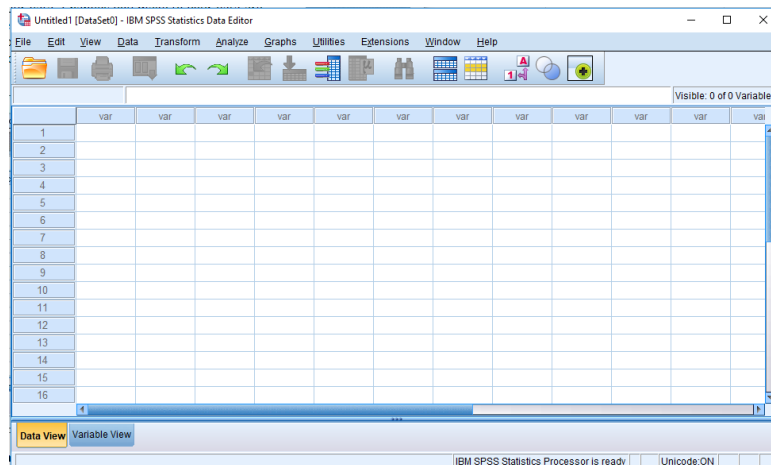 Untitled1 [DataSet0] - IBM SPSS Statistics Data Editor
File Edit View Data Transform Analyze Graphs Utilities Extensions Window Help
A
1
Visible: 0 of 0 Variable
var var var var var var var var var var var var
1
2
3
4
5
6
7
8
9
10
11
12
13
14
15
16
Data View Variable View
IBM SPSS Statistics Processor is ready Unicode:ON